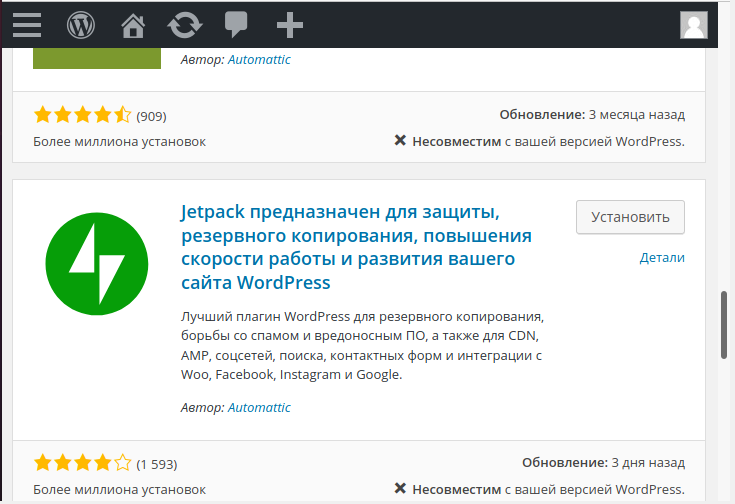 Автор: Automattic
(909)
Обновление: 3 месяца назад
Более миллиона установок
Несовместим с вашей версией WordPress.
Jetpack предназначен для защиты,
резервного копирования, повышения
скорости работы и развития вашего
сайта WordPress
Установить
Детали
Лучший плагин WordPress для резервного копирования,
борьбы со спамом и вредоносным ПО, а также для CDN,
AMP, соцсетей, поиска, контактных форм и интеграции с
Woo, Facebook, Instagram и Google.
Автор: Automattic
(1 593)
Обновление: 3 дня назад
Более миллиона установок
Несовместим с вашей версией WordPress.